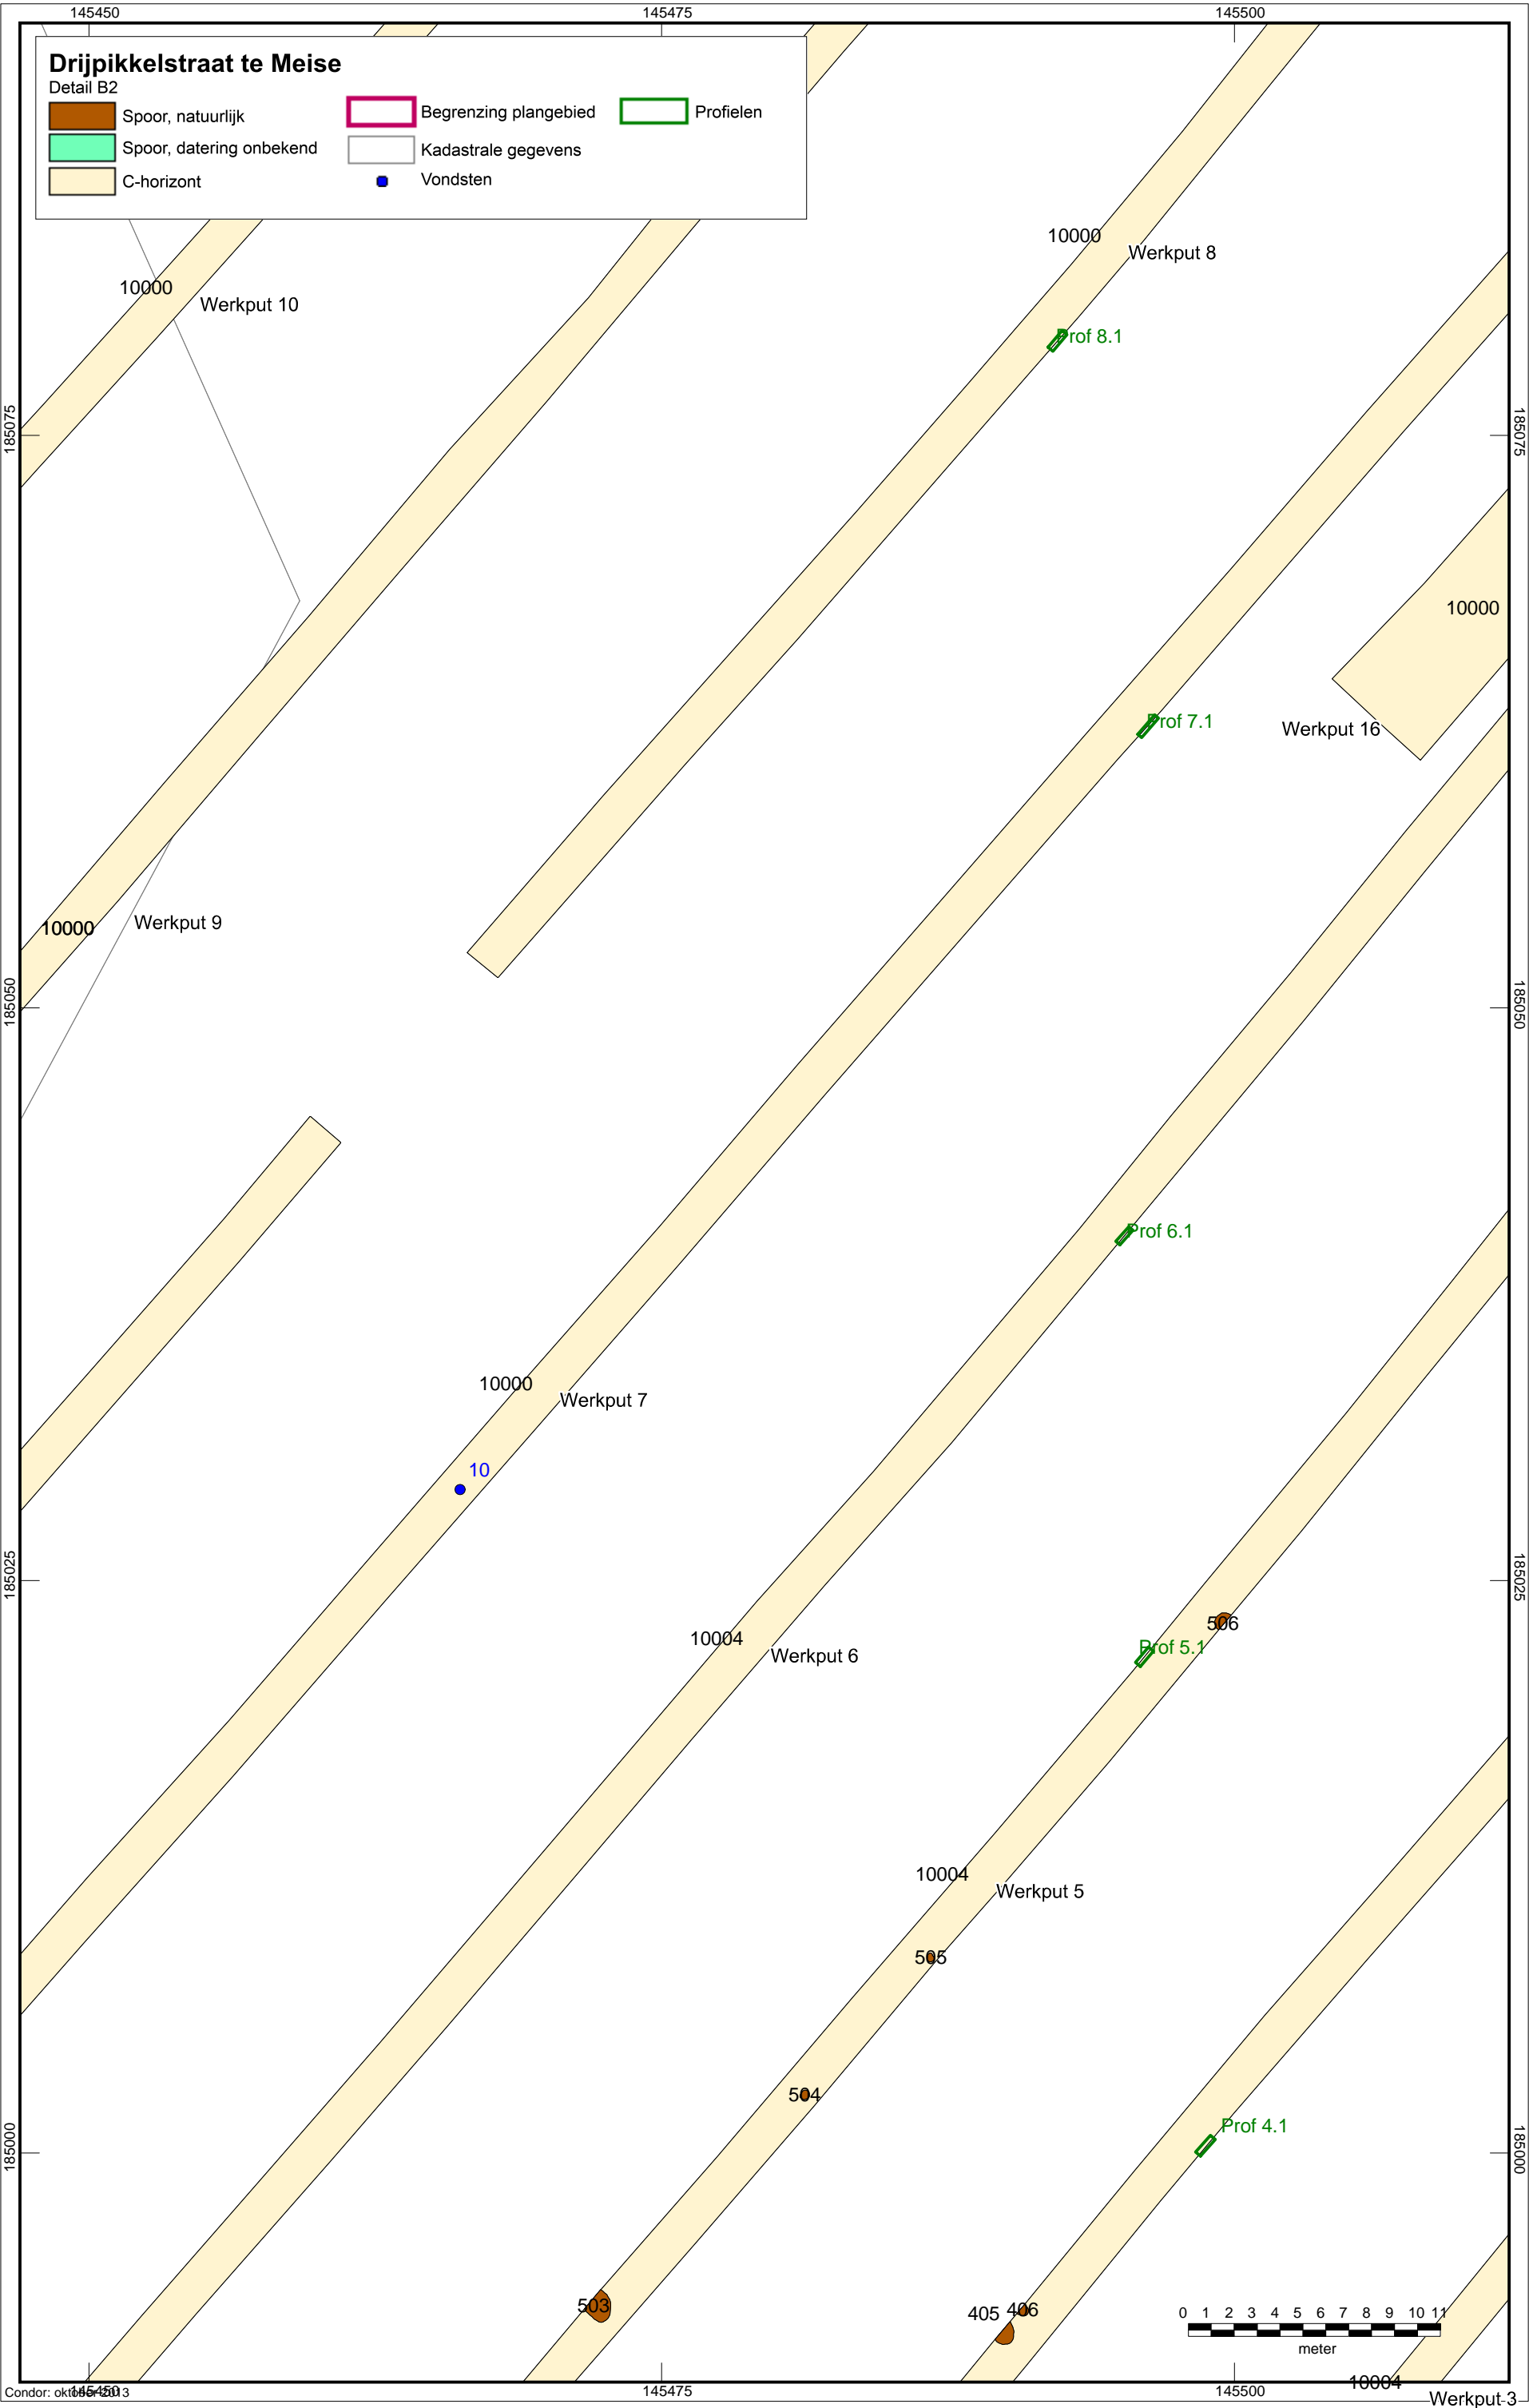 145450
145475
145500
Drijpikkelstraat te Meise
Detail B2
Spoor, natuurlijk
Begrenzing plangebied
Profielen
Spoor, datering onbekend
Kadastrale gegevens
C-horizont
Vondsten
10000
Werkput 8
10000
Werkput 10
Prof 8.1
185075
185075
10000
Prof 7.1
Werkput 16
10000
Werkput 9
185050
185050
Prof 6.1
10000
Werkput 7
10
185025
185025
506
10004
Werkput 6
Prof 5.1
10004
Werkput 5
505
504
Prof 4.1
185000
185000
503
405
406
0 1 2 3 4 5 6 7 8 9 10 11
meter
10004
Werkput 3
Condor: oktober 2013
145450
145475
145500